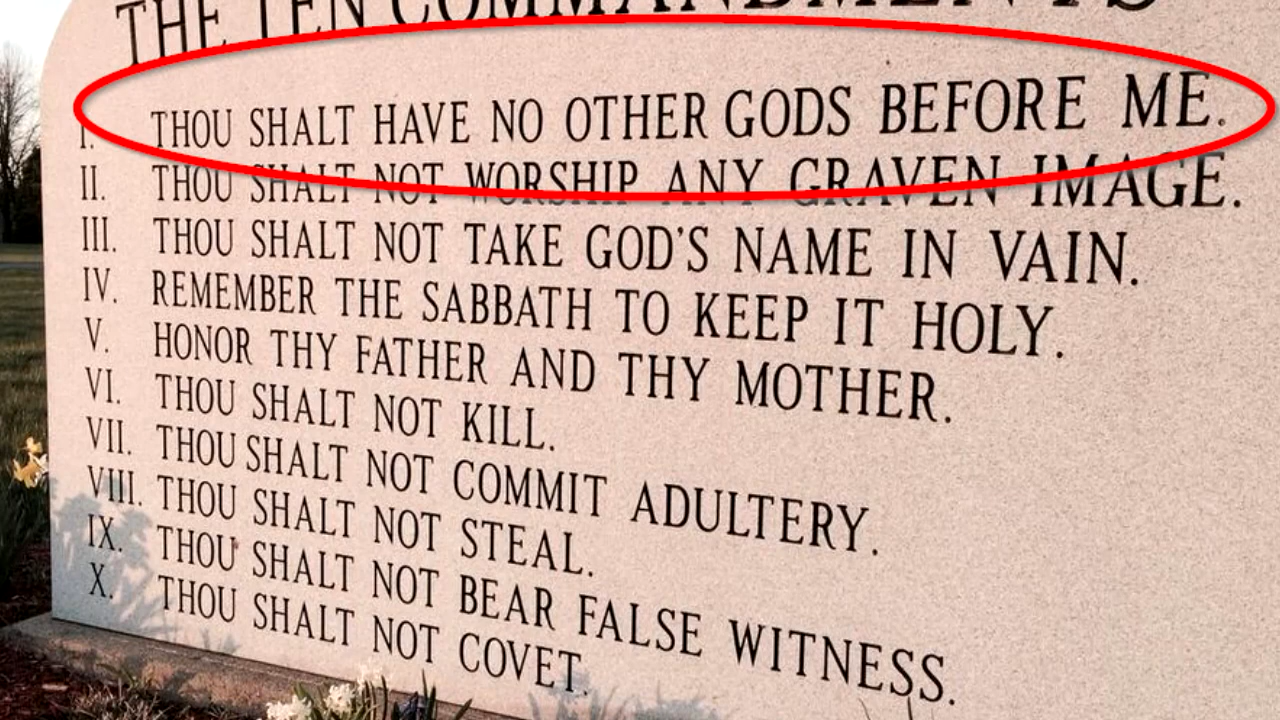 THE TEN COMMANDMENTS
I. THOU SHALT HAVE NO OTHER GODS BEFORE ME.
II. THOU SHALT NOT WORSHIP ANY GRAVEN IMAGE.
III. THOU SHALT NOT TAKE GOD'S NAME IN VAIN.
IV. REMEMBER THE SABBATH TO KEEP IT HOLY.
V. HONOR THY FATHER AND THY MOTHER.
VI. THOU SHALT NOT KILL.
VII. THOU SHALT NOT COMMIT ADULTERY.
VIII. THOU SHALT NOT STEAL.
IX. THOU SHALT NOT BEAR FALSE WITNESS.
X. THOU SHALT NOT COVET.